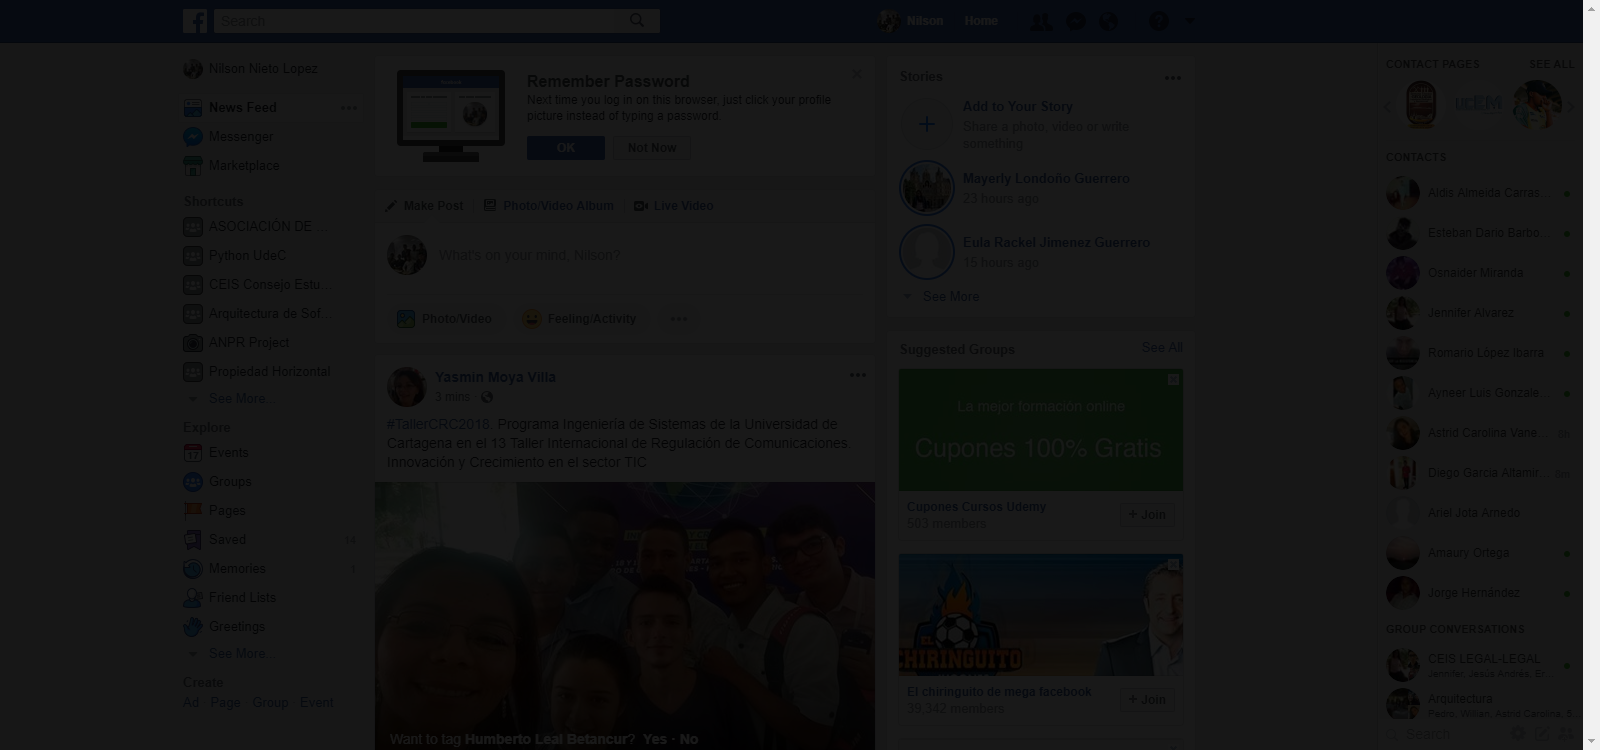 Search
Nilson
Home
Nilson Nieto Lopez
News Feed
Messenger
Marketplace
Shortcuts
ASOCIACIÓN DE ...
Python UdeC
CEIS Consejo Estu...
Arquitectura de Sof...
ANPR Project
Propiedad Horizontal
See More...
Explore
Events
Groups
Pages
Saved 14
Memories 1
Friend Lists
Greetings
See More...
Create
Ad Page Group Event
Remember Password
Next time you log in on this browser, just click your profile
picture instead of typing a password.
OK
Not Now
Make Post
Photo/Video Album
Live Video
What's on your mind, Nilson?
Photo/Video
Feeling/Activity
Yasmin Moya Villa
3 mins
#TallerCRC2018, Programa Ingeniería de Sistemas de la Universidad de
Cartagena en el 13 Taller Internacional de Regulación de Comunicaciones.
Innovación y Crecimiento en el sector TIC
Want to tag Humberto Leal Betancur? Yes · No
Stories
Add to Your Story
Share a photo, video or write
something
Mayerly Londoño Guerrero
23 hours ago
Eula Rackel Jimenez Guerrero
15 hours ago
See More
Suggested Groups
See All
La mejor formación online
Cupones 100% Gratis
Cupones Cursos Udemy
503 members
+ Join
CHIRINGUITO
El chiringuito de mega facebook
39,342 members
+ Join
CONTACT PAGES
SEE ALL
CONTACTS
Aldis Almeida Carras...
Esteban Dario Barbo...
Osnaider Miranda
Jennifer Alvarez
Romario López Ibarra
Ayneer Luis Gonzale...
Astrid Carolina Vane...
Diego Garcia Altamir...
Ariel Jota Arnedo
Amaury Ortega
Jorge Hernández
GROUP CONVERSATIONS
CEIS LEGAL-LEGAL
Jennifer, Jesús Andrés, Er...
Arquitectura
Pedro, Willian, Astrid Carolina, 5...
Search